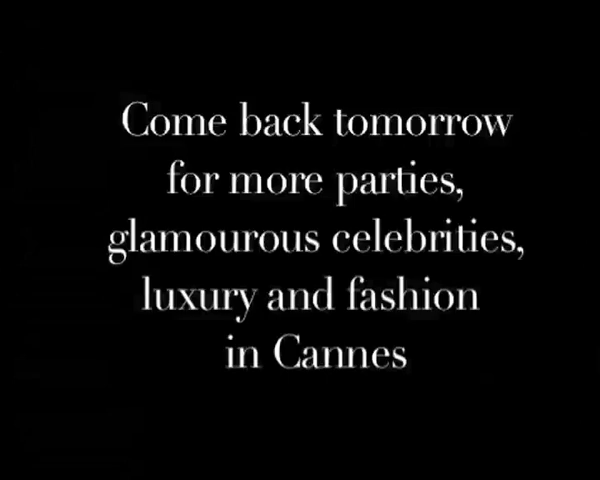 Come back tomorrow
for more parties,
glamourous celebrities,
luxury and fashion
in Cannes